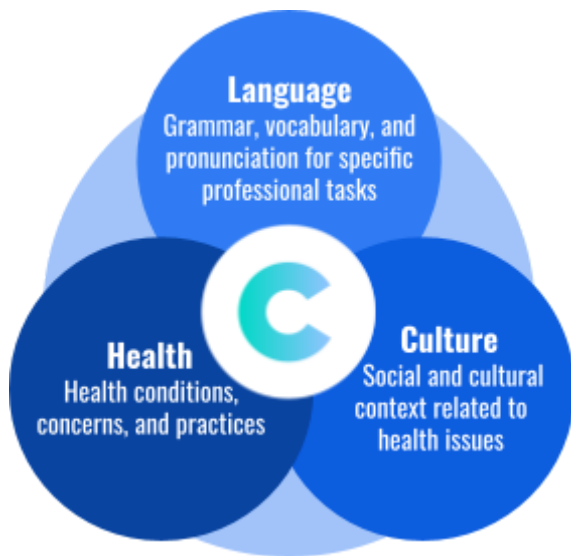 Language
Grammar, vocabulary, and
pronunciation for specific
professional tasks
Health
Health conditions,
concerns, and practices
Culture
Social and cultural
context related to
health issues
C